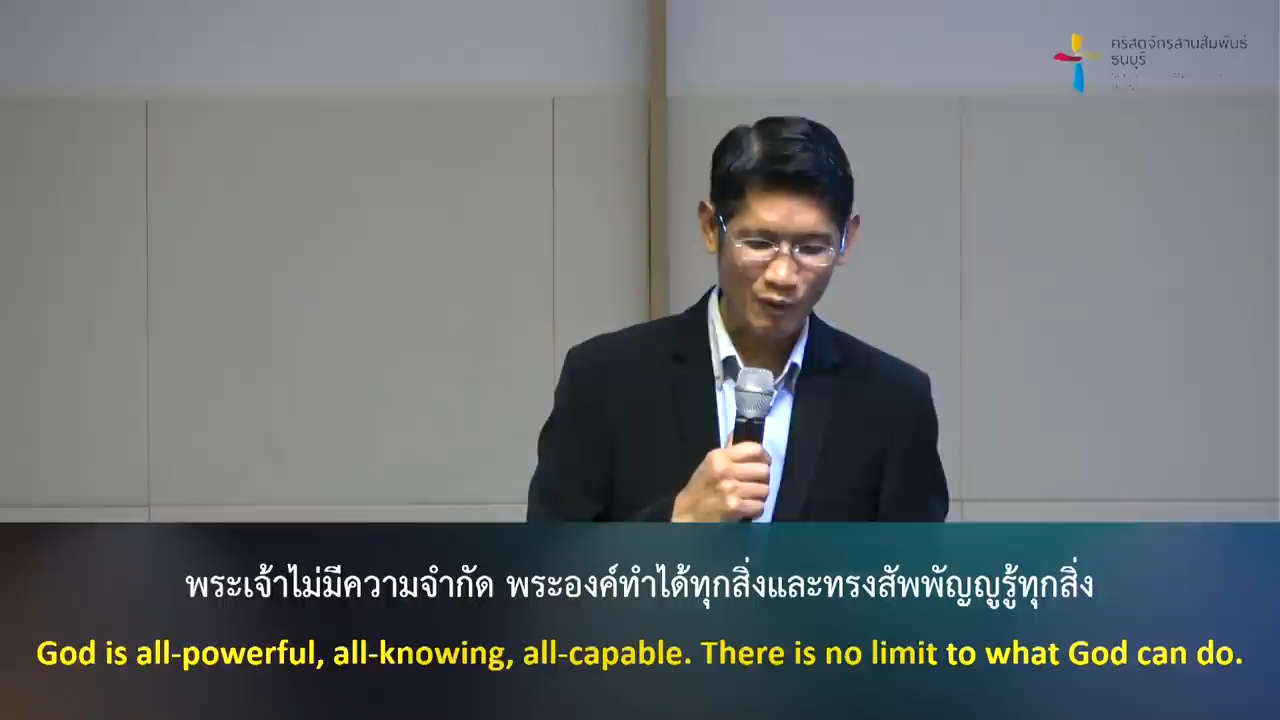 คริสตจักรสานสัมพันธ์
ธนบุรี
พระเจ้าไม่มีความจำกัด พระองค์ทำได้ทุกสิ่งและทรงสัพพัญญูรู้ทุกสิ่ง
God is all-powerful, all-knowing, all-capable. There is no limit to what God can do.